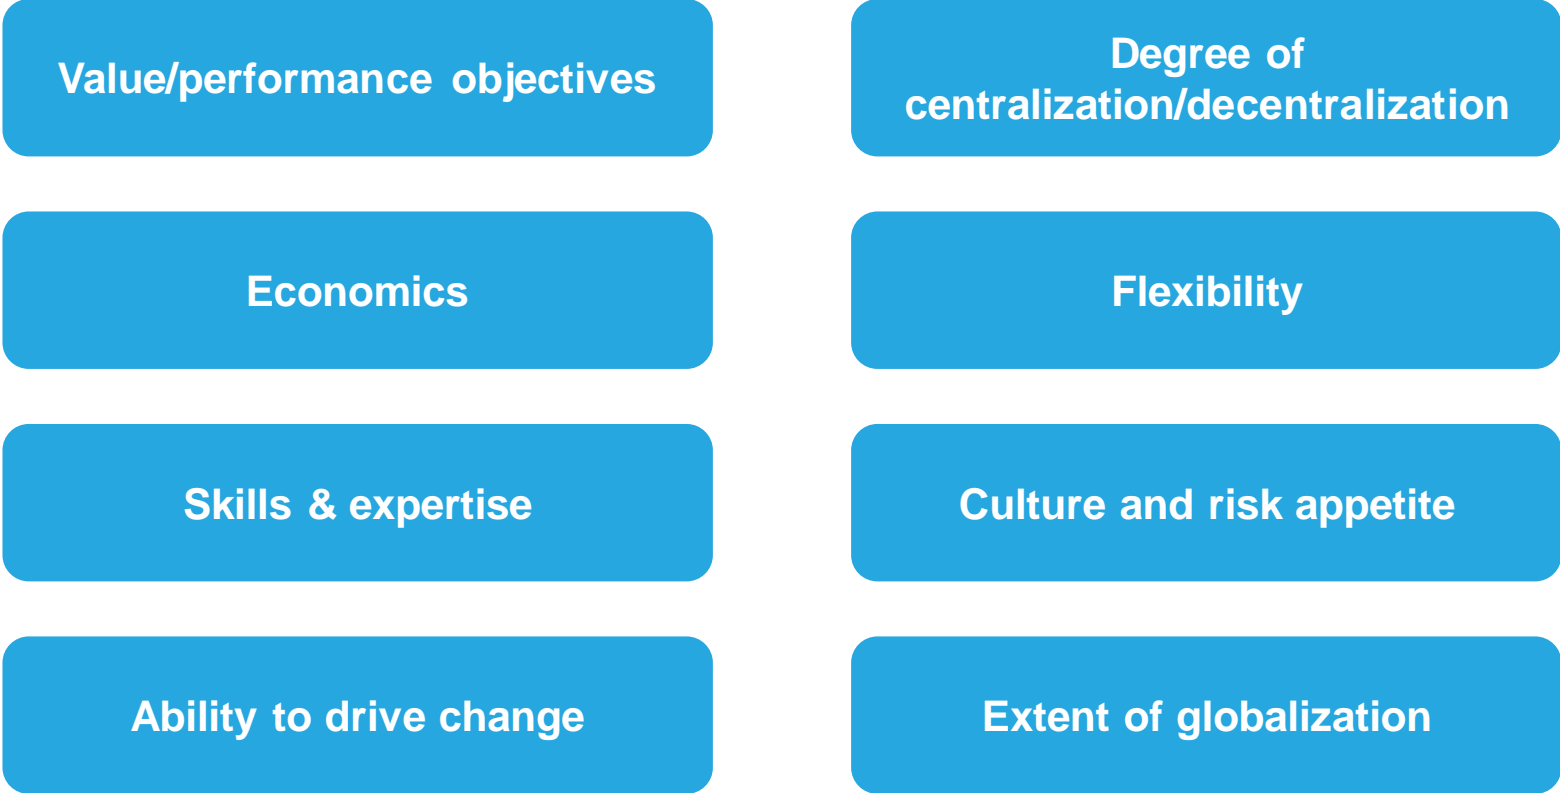 Value/performance objectives
Degree of
centralization/decentralization
Economics
Flexibility
Skills & expertise
Culture and risk appetite
Ability to drive change
Extent of globalization